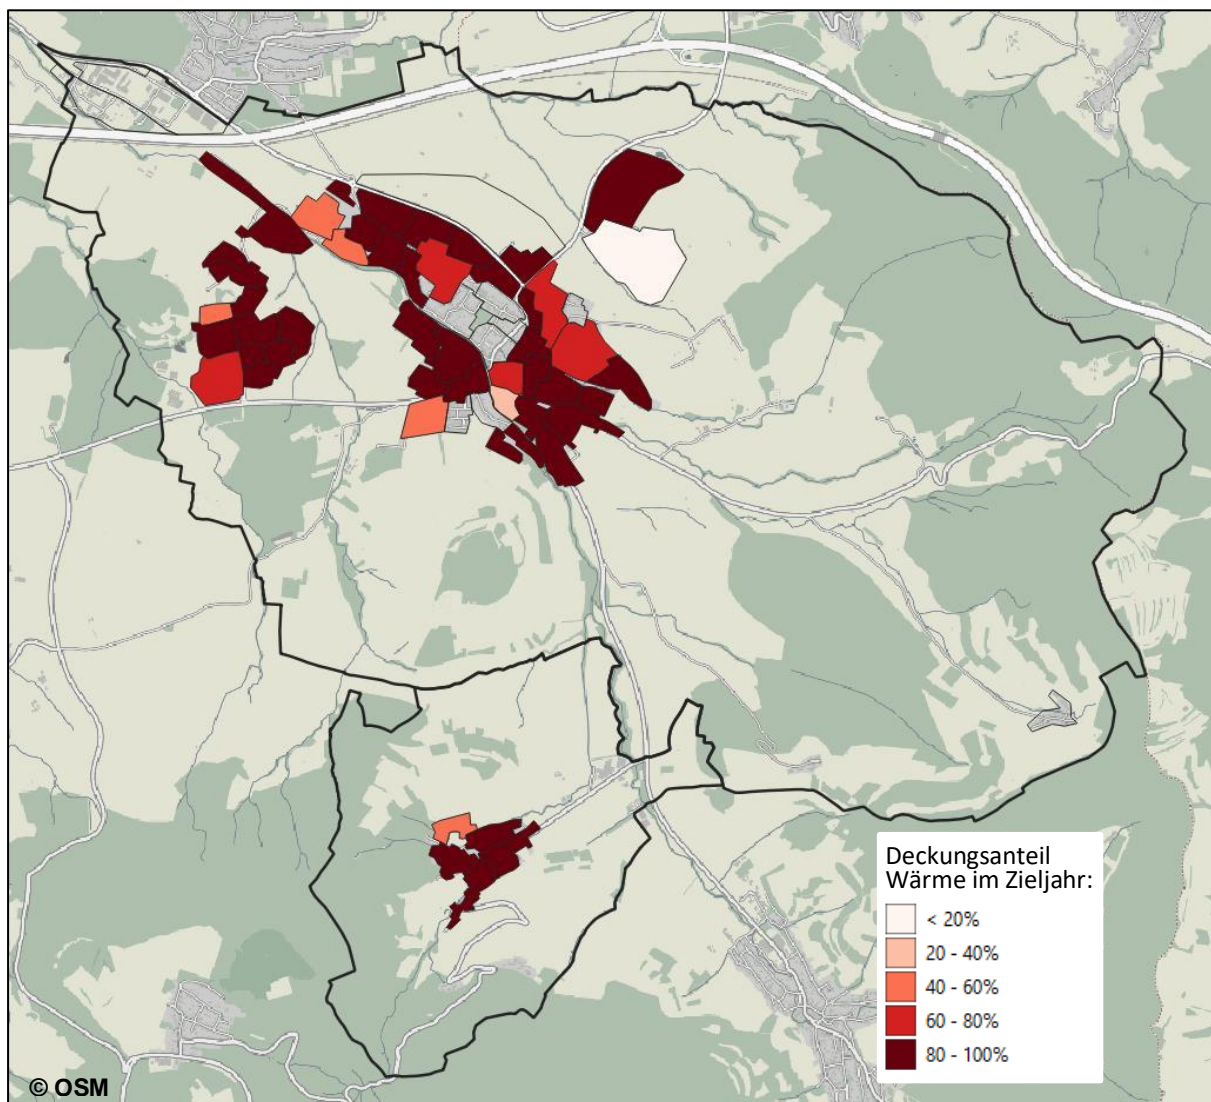 Deckungsanteil
Wärme im Zieljahr:
< 20%
20 - 40%
40 - 60%
60 - 80%
80 - 100%
© OSM